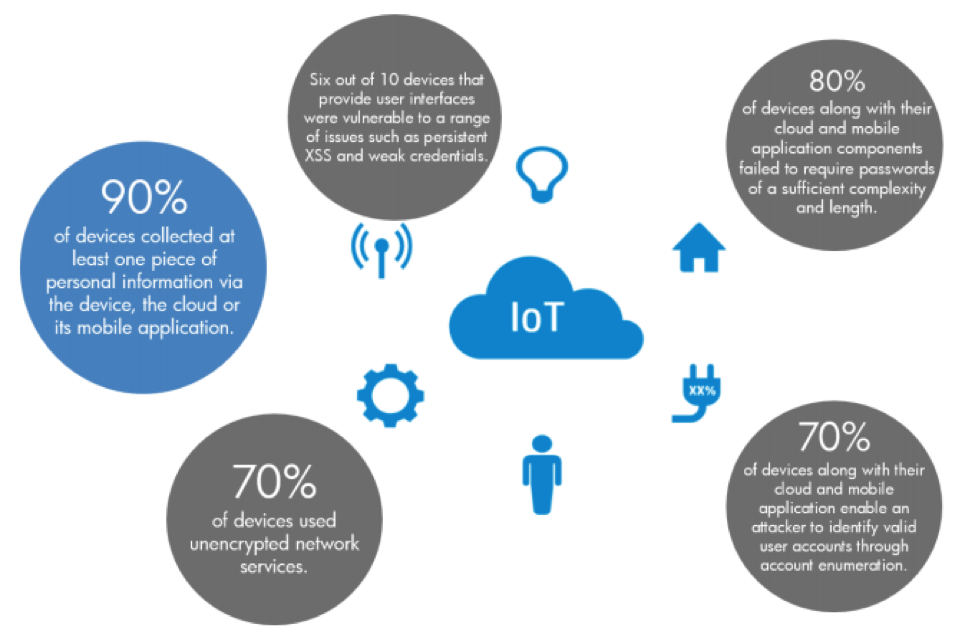 Six out of 10 devices that
provide user interfaces
were vulnerable to a range
of issues such as persistent
XSS and weak credentials.
80%
of devices along with their
cloud and mobile
application components
failed to require passwords
of a sufficient complexity
and length.
90%
of devices collected at
least one piece of
personal information via
the device, the cloud or
its mobile application.
IoT
XX%
70%
of devices used
unencrypted network
services.
70%
of devices along with their
cloud and mobile
application enable an
attacker to identify valid
user accounts through
account enumeration.